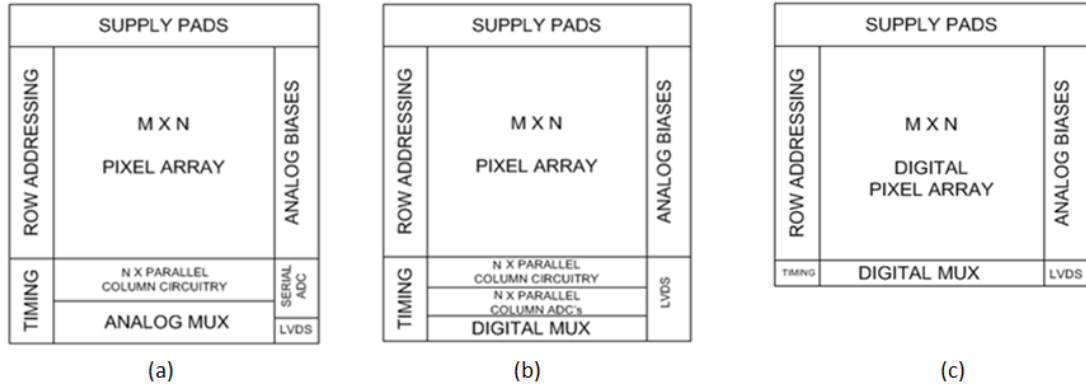 SUPPLY PADS
ROW ADDRESSING
M X N
PIXEL ARRAY
ANALOG BIASES
TIMING
N X PARALLEL
COLUMN CIRCUITRY
ANALOG MUX
SERIAL
ADC
LVDS
(a)
SUPPLY PADS
ROW ADDRESSING
M X N
PIXEL ARRAY
ANALOG BIASES
TIMING
N X PARALLEL
COLUMN CIRCUITRY
N X PARALLEL
COLUMN ADC's
DIGITAL MUX
LVDS
(b)
SUPPLY PADS
ROW ADDRESSING
M X N
DIGITAL
PIXEL ARRAY
ANALOG BIASES
TIMING
DIGITAL MUX
LVDS
(c)